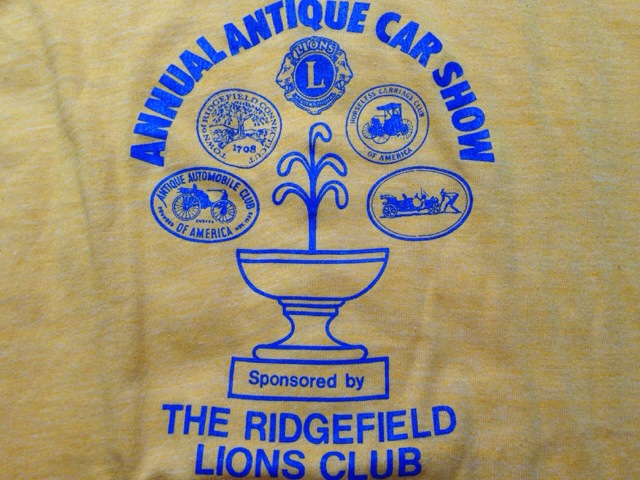 ANNUAL ANTIQUE CAR SHOW
LIONS
L
TOWN OF RIDGEFIELD CONNECTICUT
1708
HORSELESS CARRIAGE CLUB
OF AMERICA
ANTIQUE AUTOMOBILE CLUB
OF AMERICA
Sponsored by
THE RIDGEFIELD
LIONS CLUB